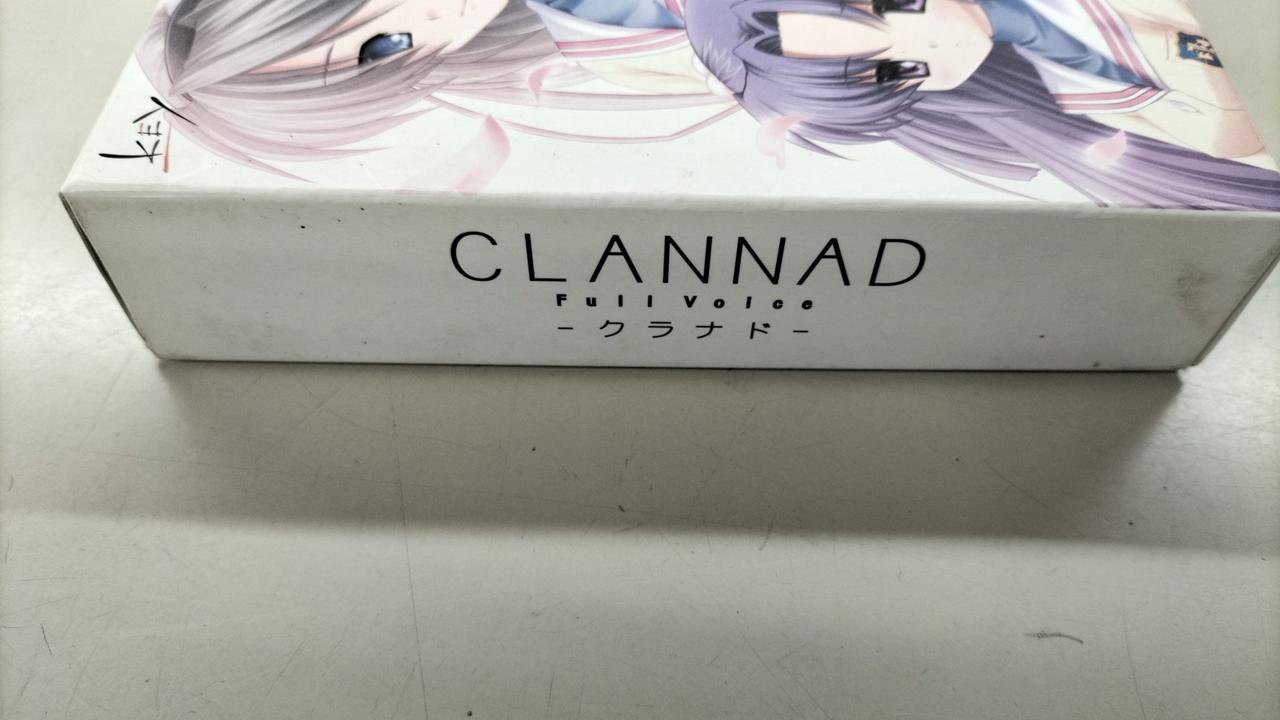 KEY
CLANNAD
Full Voice
-クラナド-